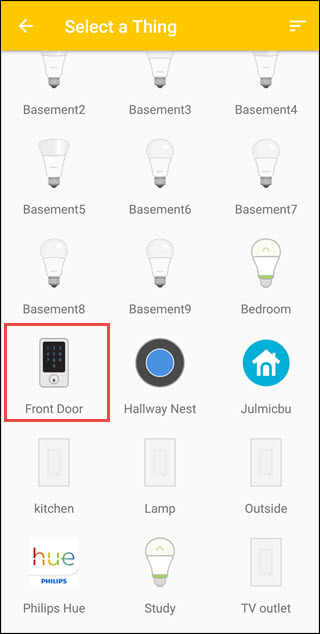 Select a Thing
Basement2 Basement3 Basement4
Basement5 Basement6 Basement7
Basement8 Basement9 Bedroom
Front Door Hallway Nest Julmicbu
kitchen Lamp Outside
hue
PHILIPS
Philips Hue Study TV outlet